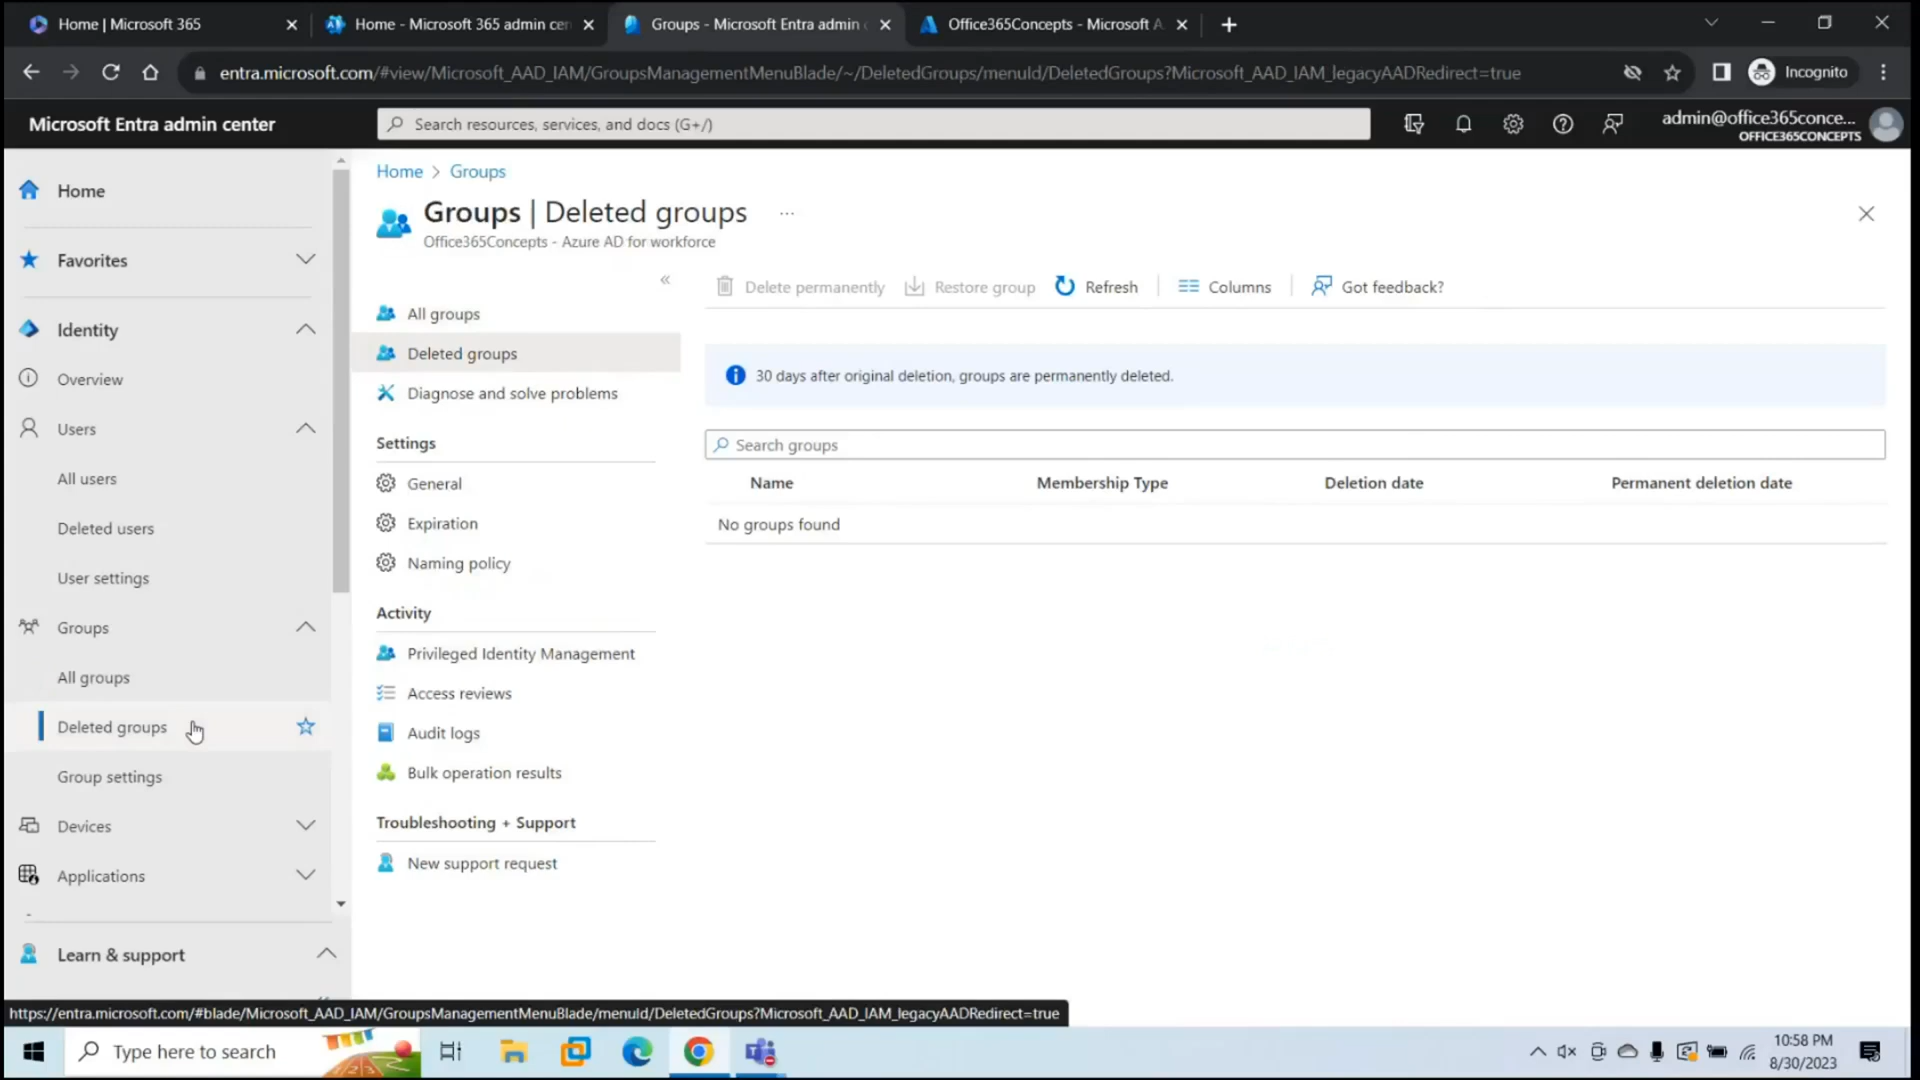 Home | Microsoft 365
Home - Microsoft 365 admin cen
Groups - Microsoft Entra admin
Office365Concepts - Microsoft A
entra.microsoft.com/#view/Microsoft_AAD_IAM/GroupsManagementMenuBlade/~/DeletedGroups/menuId/DeletedGroups?Microsoft_AAD_IAM_legacyAADRedirect=true
Incognito
Microsoft Entra admin center
Search resources, services, and docs (G+/)
admin@office365conce...
OFFICE365CONCEPTS
Home
Favorites
Identity
Overview
Users
All users
Deleted users
User settings
Groups
All groups
Deleted groups
Group settings
Devices
Applications
Learn & support
Home > Groups
Groups | Deleted groups ...
Office365Concepts - Azure AD for workforce
All groups
Deleted groups
Diagnose and solve problems
Settings
General
Expiration
Naming policy
Activity
Privileged Identity Management
Access reviews
Audit logs
Bulk operation results
Troubleshooting + Support
New support request
Delete permanently
Restore group
Refresh
Columns
Got feedback?
30 days after original deletion, groups are permanently deleted.
Search groups
Name
Membership Type
Deletion date
Permanent deletion date
No groups found
https://entra.microsoft.com/#blade/Microsoft_AAD_IAM/GroupsManagementMenuBlade/menuId/DeletedGroups?Microsoft_AAD_IAM_legacyAADRedirect=true
Type here to search
10:58 PM
8/30/2023